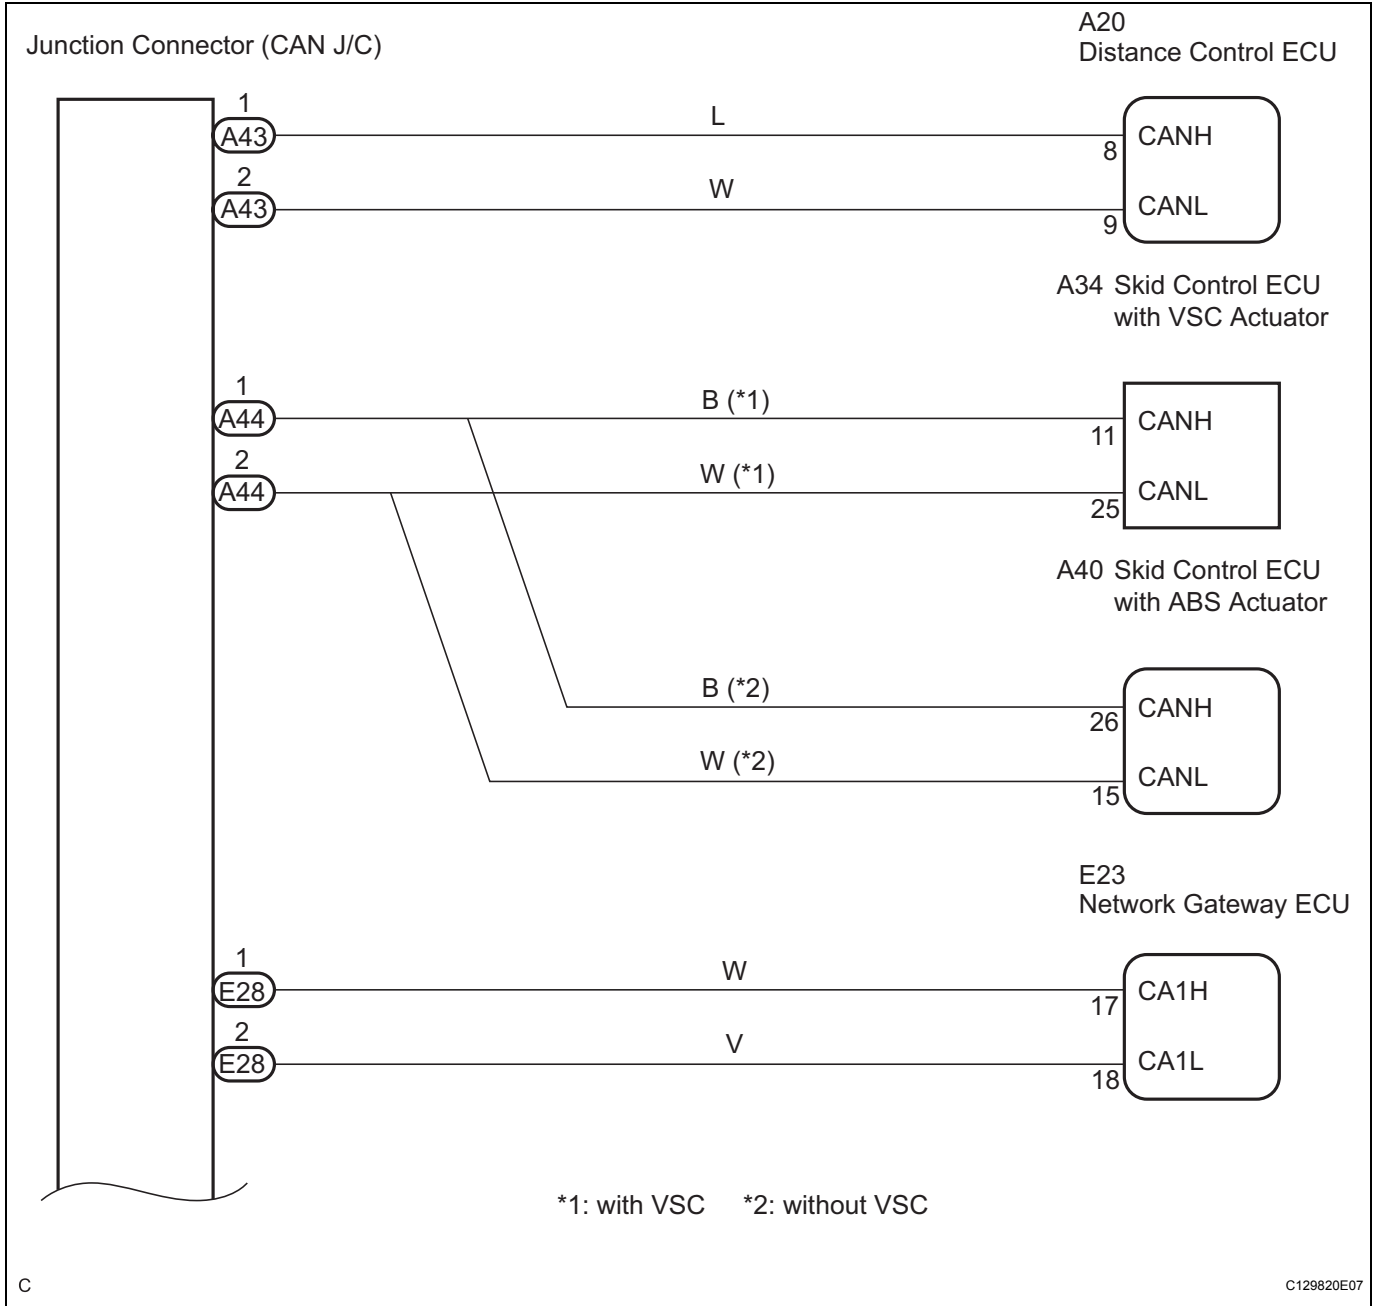 Junction Connector (CAN J/C)
A20
Distance Control ECU
1
A43
L
8
CANH
2
A43
W
9
CANL
A34 Skid Control ECU
with VSC Actuator
1
A44
B (*1)
11
CANH
2
A44
W (*1)
25
CANL
A40 Skid Control ECU
with ABS Actuator
B (*2)
26
CANH
W (*2)
15
CANL
E23
Network Gateway ECU
1
E28
W
17
CA1H
2
E28
V
18
CA1L
*1: with VSC *2: without VSC
C
C129820E07